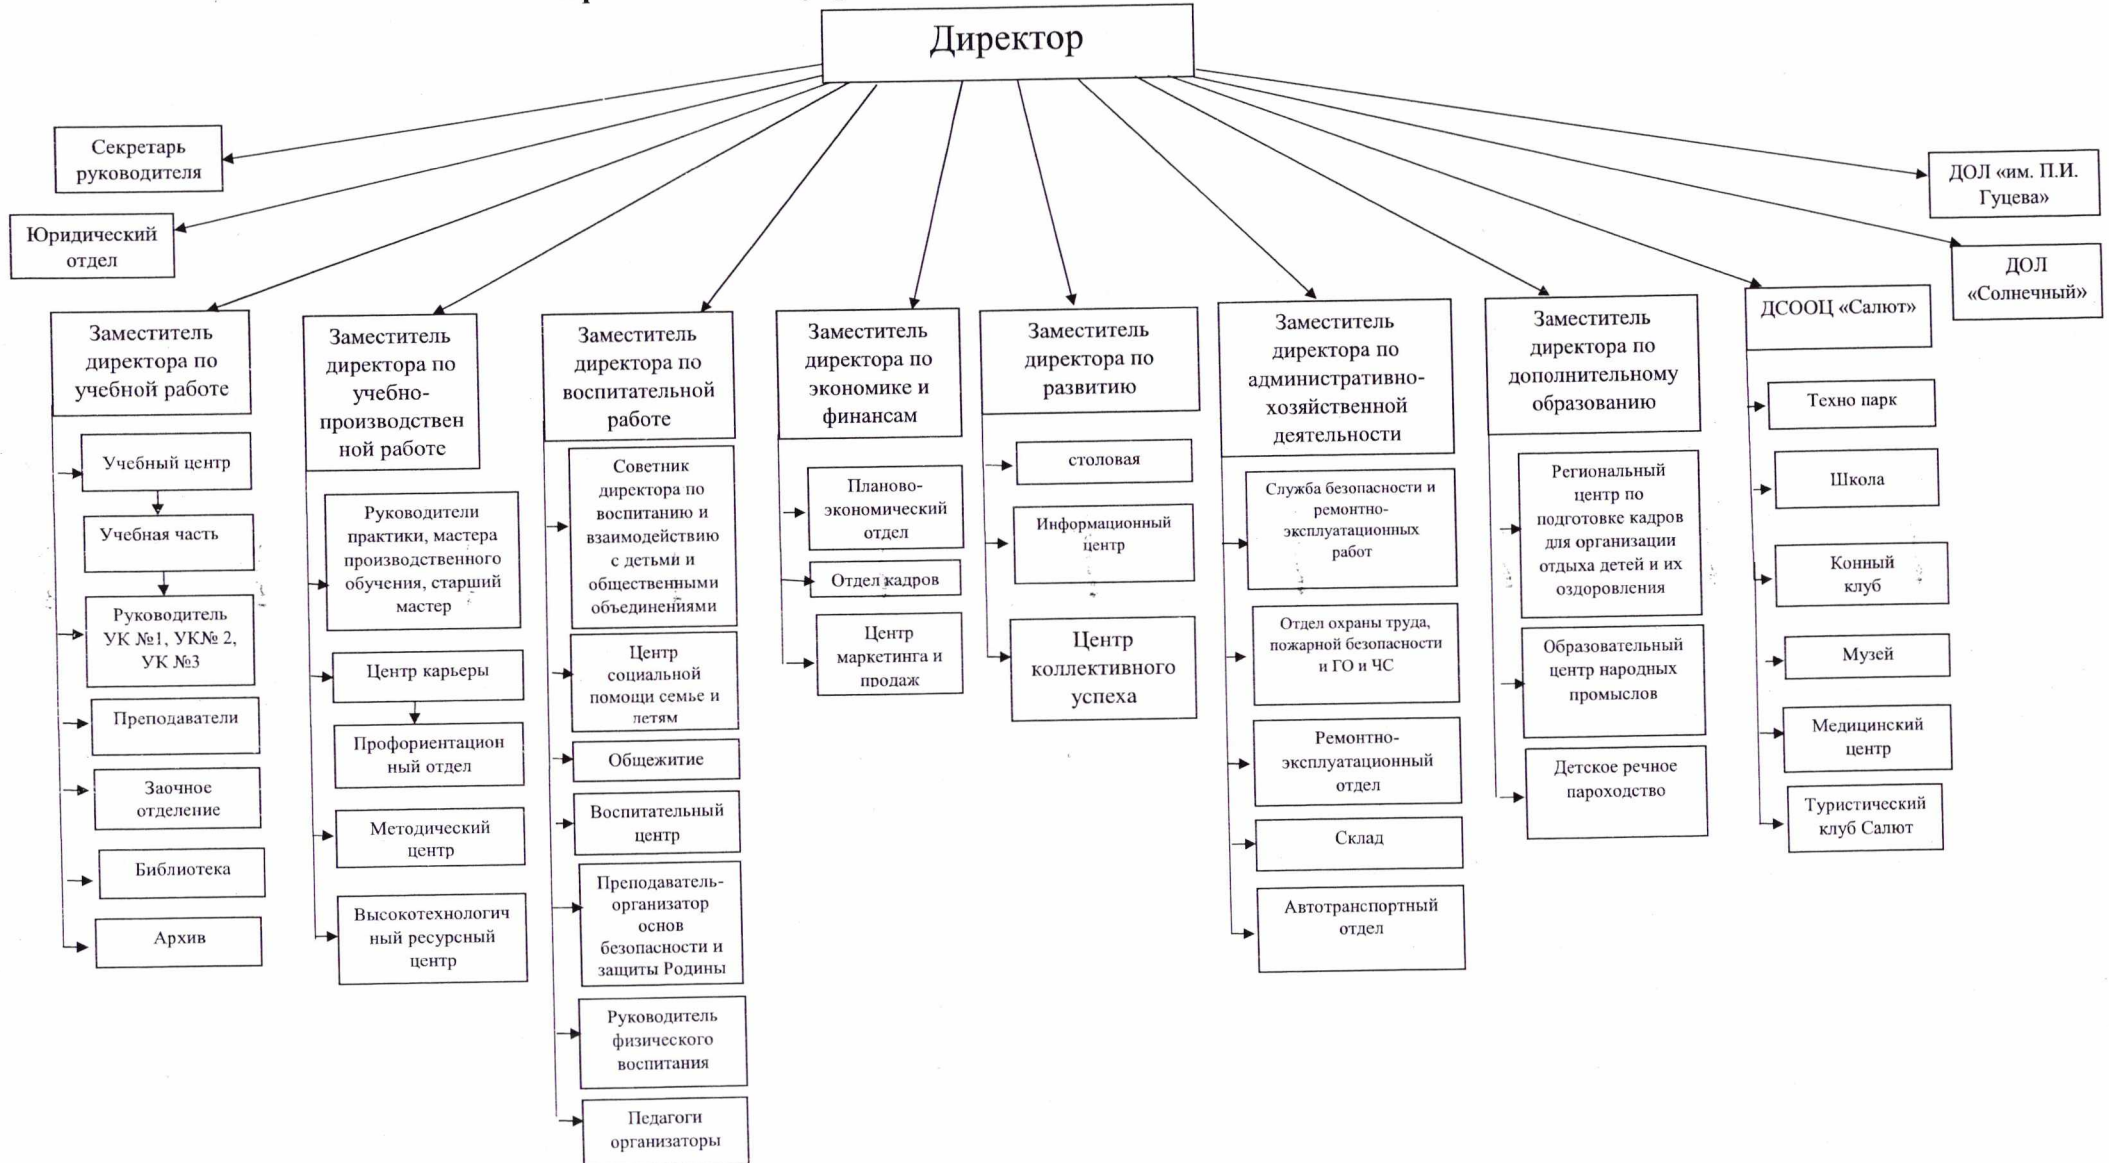 Директор
Секретарь
руководителя
Юридический
отдел
ДОЛ «им. П.И.
Гуцева»
ДОЛ
«Солнечный»
Заместитель
директора по
учебной работе
Учебный центр
Учебная часть
Руководитель
УК №1, УК№ 2,
УК №3
Преподаватели
Заочное
отделение
Библиотека
Архив
Заместитель
директора по
учебно-
производствен
ной работе
Руководители
практики, мастера
производственного
обучения, старший
мастер
Центр карьеры
Профориентацион
ный отдел
Методический
центр
Высокотехнологич
ный ресурсный
центр
Заместитель
директора по
воспитательной
работе
Советник
директора по
воспитанию и
взаимодействию
с детьми и
общественными
объединениями
Центр
социальной
помощи семье и
детям
Общежитие
Воспитательный
центр
Преподаватель-
организатор
основ
безопасности и
защиты Родины
Руководитель
физического
воспитания
Педагоги
организаторы
Заместитель
директора по
экономике и
финансам
Планово-
экономический
отдел
Отдел кадров
Центр
маркетинга и
продаж
Заместитель
директора по
развитию
столовая
Информационный
центр
Центр
коллективного
успеха
Заместитель
директора по
административно-
хозяйственной
деятельности
Служба безопасности и
ремонтно-
эксплуатационных
работ
Отдел охраны труда,
пожарной безопасности
и ГО и ЧС
Ремонтно-
эксплуатационный
отдел
Склад
Автотранспортный
отдел
Заместитель
директора по
дополнительному
образованию
Региональный
центр по
подготовке кадров
для организации
отдыха детей и их
оздоровления
Образовательный
центр народных
промыслов
Детское речное
пароходство
ДСООЦ «Салют»
Техно парк
Школа
Конный
клуб
Музей
Медицинский
центр
Туристический
клуб Салют